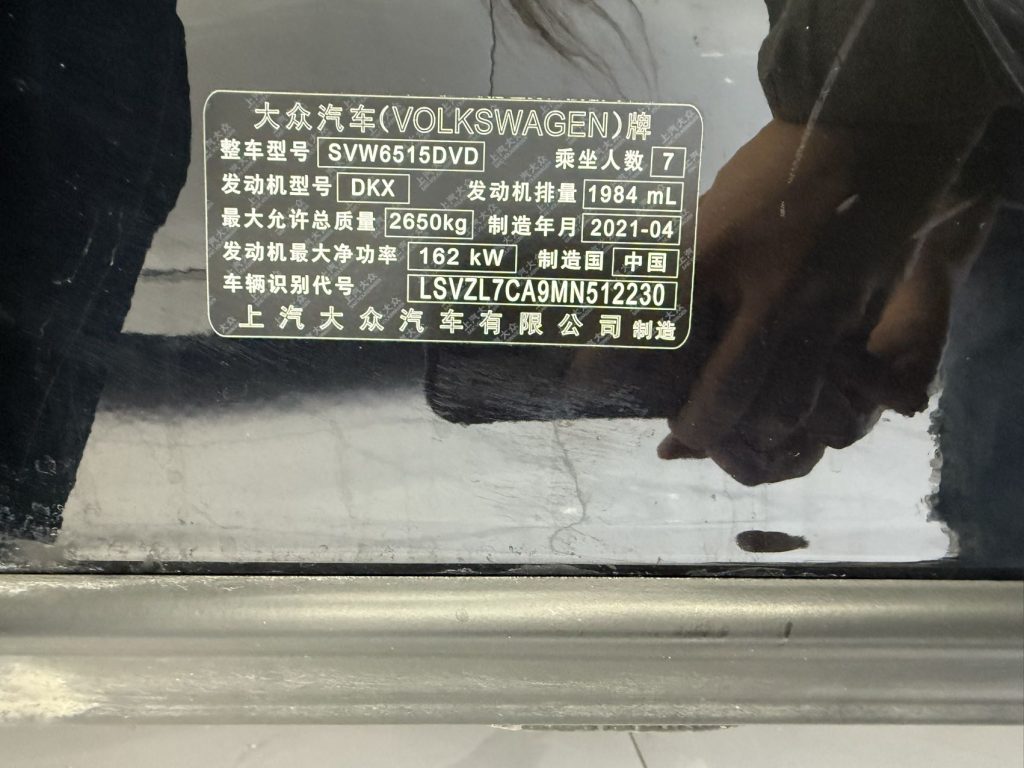 大众汽车(VOLKSWAGEN)牌
整车型号 SVW6515DVD 乘坐人数 7
发动机型号 DKX 发动机排量 1984 mL
最大允许总质量 2650kg 制造年月 2021-04
发动机最大净功率 162 kW 制造国 中国
车辆识别代号 LSVZL7CA9MN512230
上汽大众汽车有限公司 制造